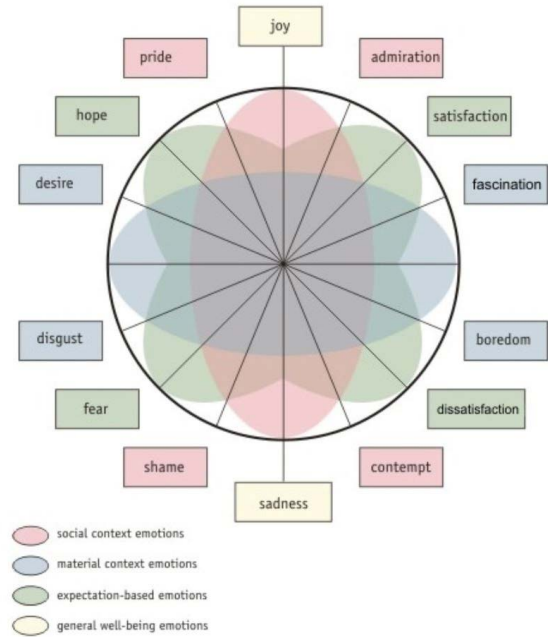 joy
pride
admiration
hope
satisfaction
desire
fascination
disgust
boredom
fear
dissatisfaction
shame
contempt
sadness
social context emotions
material context emotions
expectation-based emotions
general well-being emotions